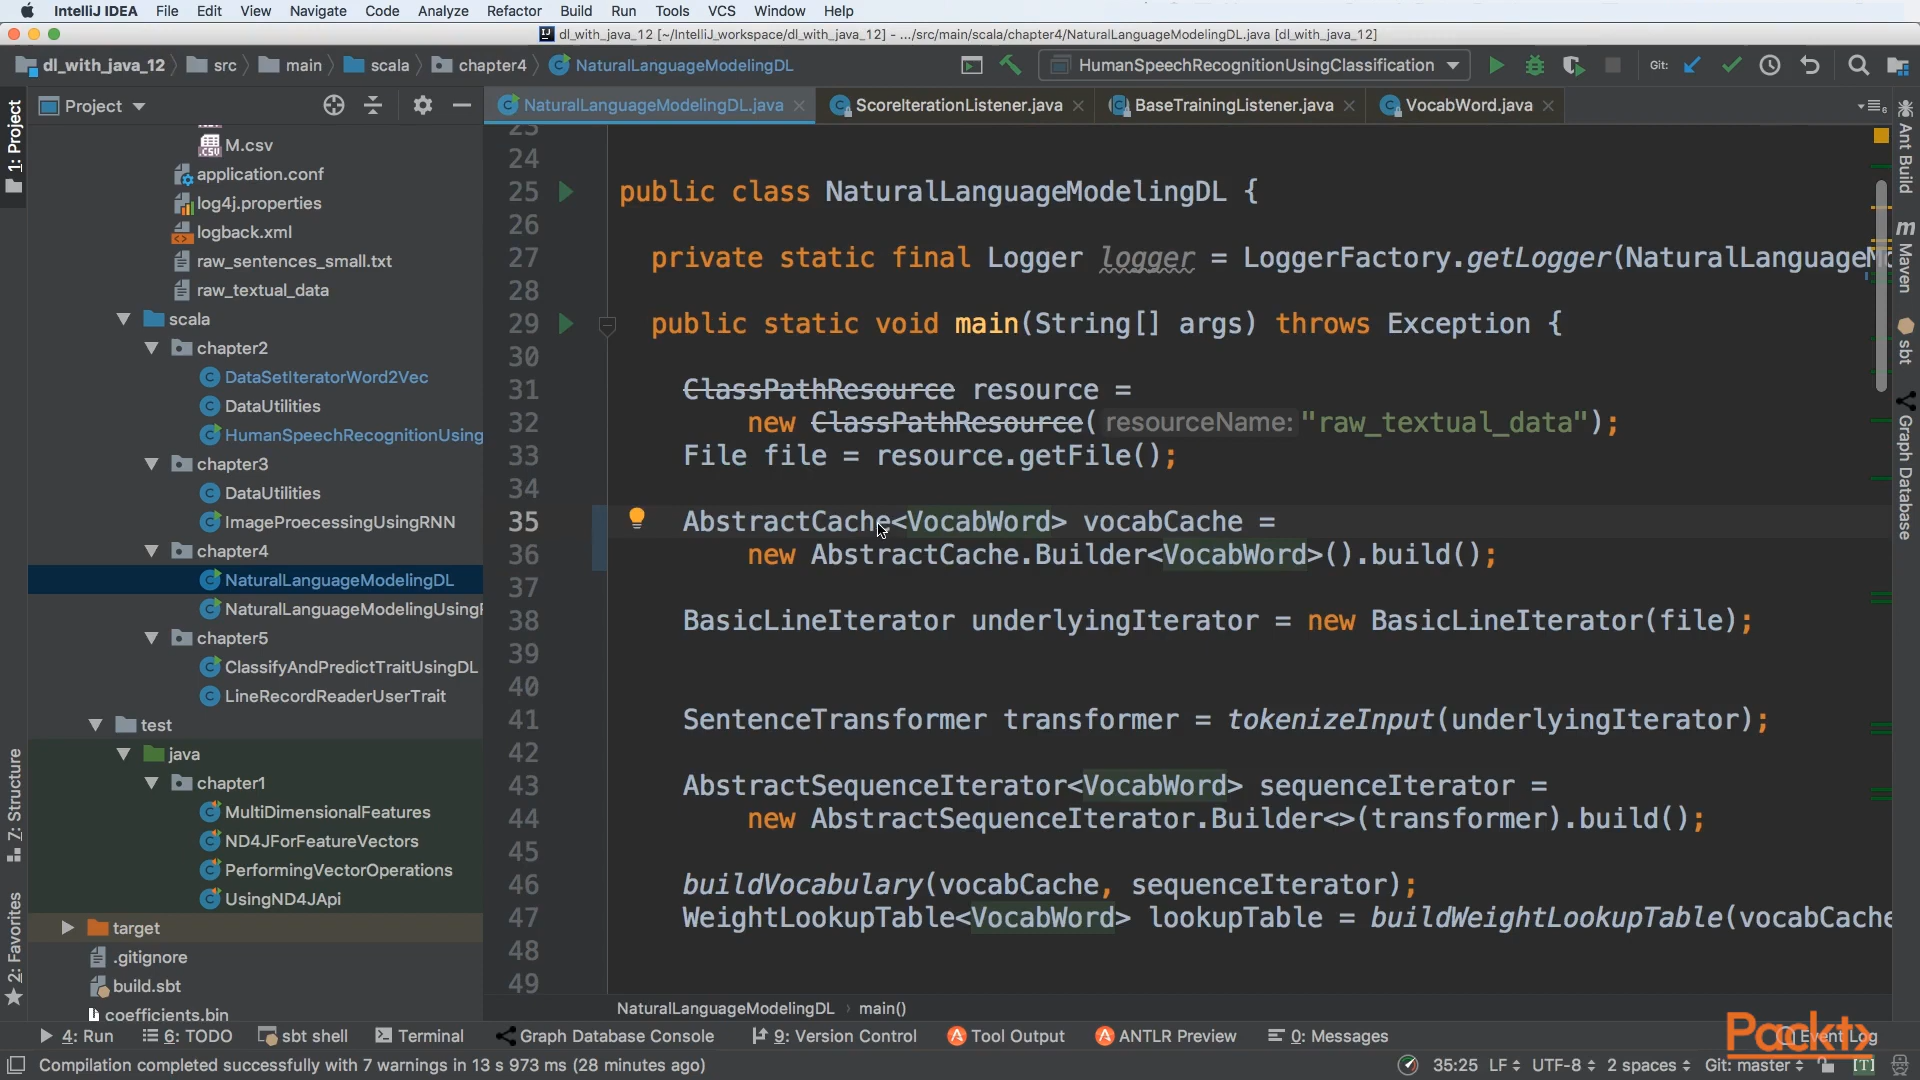 IntelliJ IDEA File Edit View Navigate Code Analyze Refactor Build Run Tools VCS Window Help
dl_with_java_12 [~/IntelliJ_workspace/dl_with_java_12] - .../src/main/scala/chapter4/NaturalLanguageModelingDL.java [dl_with_java_12]
dl_with_java_12 src main scala chapter4 NaturalLanguageModelingDL HumanSpeechRecognitionUsingClassification Git:
Project NaturalLanguageModelingDL.java ScoreIterationListener.java BaseTrainingListener.java VocabWord.java
1: Project
Z: Structure
2: Favorites
M.csv
application.conf
log4j.properties
logback.xml
raw_sentences_small.txt
raw_textual_data
scala
chapter2
DataSetIteratorWord2Vec
DataUtilities
HumanSpeechRecognitionUsing
chapter3
DataUtilities
ImageProecessingUsingRNN
chapter4
NaturalLanguageModelingDL
NaturalLanguageModelingUsing
chapter5
ClassifyAndPredictTraitUsingDL
LineRecordReaderUserTrait
test
java
chapter1
MultiDimensionalFeatures
ND4JForFeatureVectors
PerformingVectorOperations
UsingND4JApi
target
.gitignore
build.sbt
coefficients.bin
23
24
25 public class NaturalLanguageModelingDL {
26
27 private static final Logger logger = LoggerFactory.getLogger(NaturalLanguageM
28
29 public static void main(String[] args) throws Exception {
30
31 ClassPathResource resource =
32 new ClassPathResource( resourceName: "raw_textual_data");
33 File file = resource.getFile();
34
35 AbstractCache<VocabWord> vocabCache =
36 new AbstractCache.Builder<VocabWord>().build();
37
38 BasicLineIterator underlyingIterator = new BasicLineIterator(file);
39
40
41 SentenceTransformer transformer = tokenizeInput(underlyingIterator);
42
43 AbstractSequenceIterator<VocabWord> sequenceIterator =
44 new AbstractSequenceIterator.Builder<>(transformer).build();
45
46 buildVocabulary(vocabCache, sequenceIterator);
47 WeightLookupTable<VocabWord> lookupTable = buildWeightLookupTable(vocabCache
48
49
NaturalLanguageModelingDL main()
Ant Build
m Maven
sbt
Graph Database
4: Run 6: TODO sbt shell Terminal Graph Database Console 9: Version Control Tool Output ANTLR Preview 0: Messages Event Log
Packt
Compilation completed successfully with 7 warnings in 13 s 973 ms (28 minutes ago) 35:25 LF UTF-8 2 spaces Git: master [T]